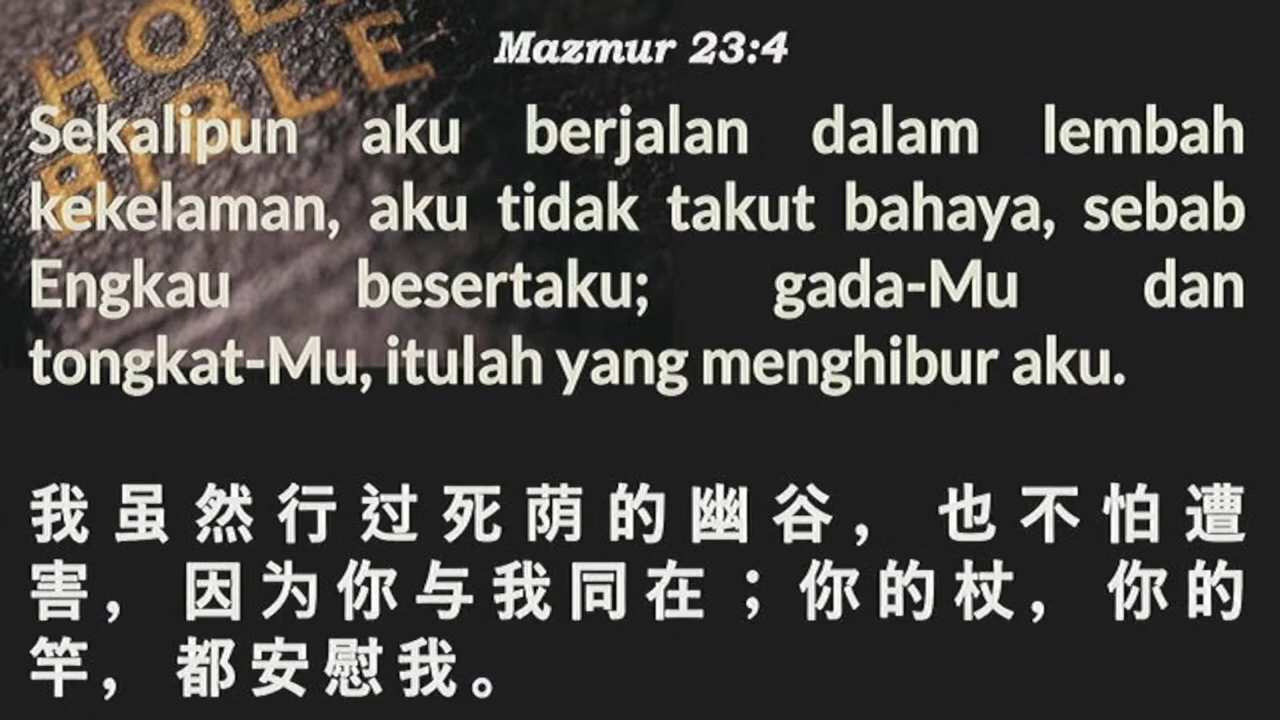 HOLY
BIBLE
Mazmur 23:4
Sekalipun aku berjalan dalam lembah
kekelaman, aku tidak takut bahaya, sebab
Engkau besertaku; gada-Mu dan
tongkat-Mu, itulah yang menghibur aku.
我虽然行过死荫的幽谷， 也不怕遭
害， 因为你与我同在；你的杖， 你的
竿， 都安慰我。